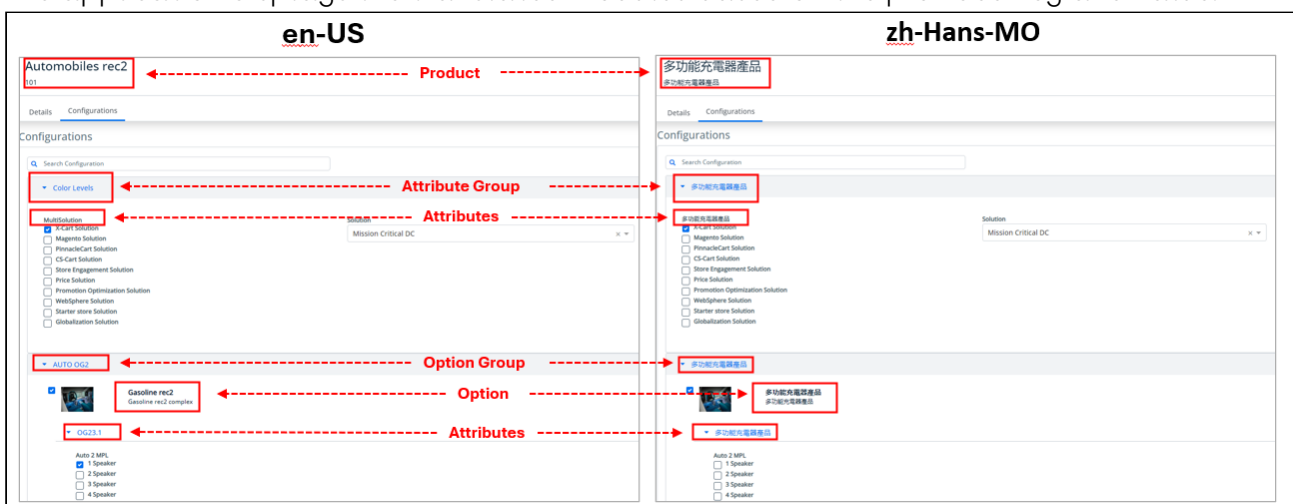 en-US
zh-Hans-MO
Automobiles rec2
101
Product
多功能充電器產品
多功能充電器產品
Details
Configurations
Details
Configurations
Configurations
Configurations
Search Configuration
Search Configuration
Color Levels
Attribute Group
多功能充電器產品
MultiSolution
Attributes
多功能充電器產品
Solution
Solution
X-Cart Solution
Mission Critical DC
X-Cart Solution
Mission Critical DC
Magento Solution
Magento Solution
PinnacleCart Solution
PinnacleCart Solution
CS-Cart Solution
CS-Cart Solution
Store Engagement Solution
Store Engagement Solution
Price Solution
Price Solution
Promotion Optimization Solution
Promotion Optimization Solution
WebSphere Solution
WebSphere Solution
Starter store Solution
Starter store Solution
Globalization Solution
Globalization Solution
AUTO OG2
Option Group
多功能充電器產品
Gasoline rec2
Gasoline rec2 complex
Option
多功能充電器產品
多功能充電器產品
OG23.1
Attributes
多功能充電器產品
Auto 2 MPL
Auto 2 MPL
1 Speaker
1 Speaker
2 Speaker
2 Speaker
3 Speaker
3 Speaker
4 Speaker
4 Speaker